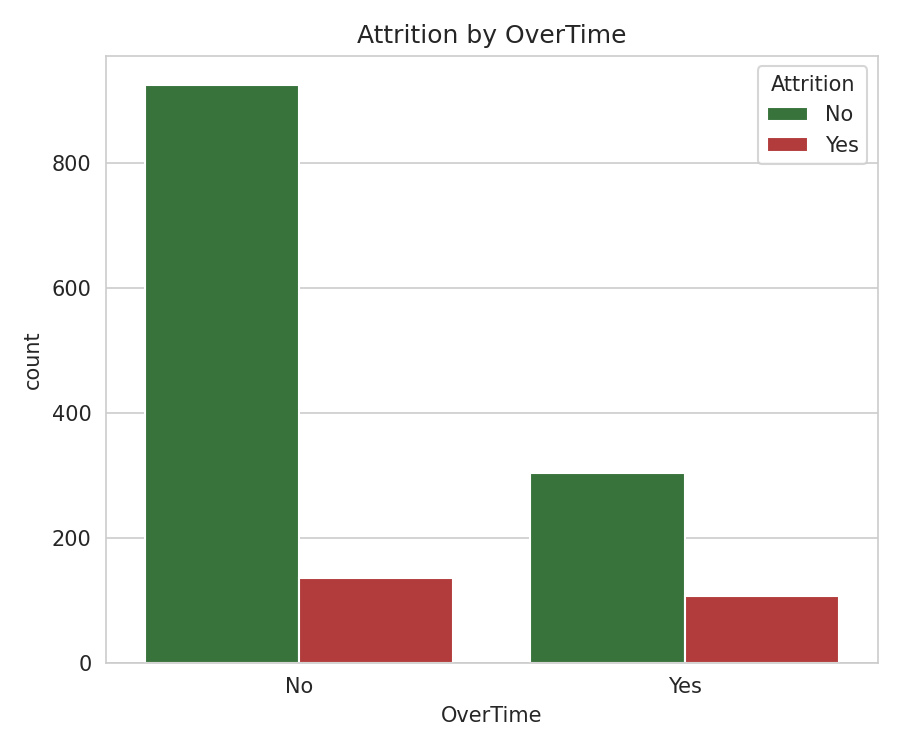 Attrition by OverTime
Attrition
No
Yes
800
600
400
200
0
count
No
Yes
OverTime